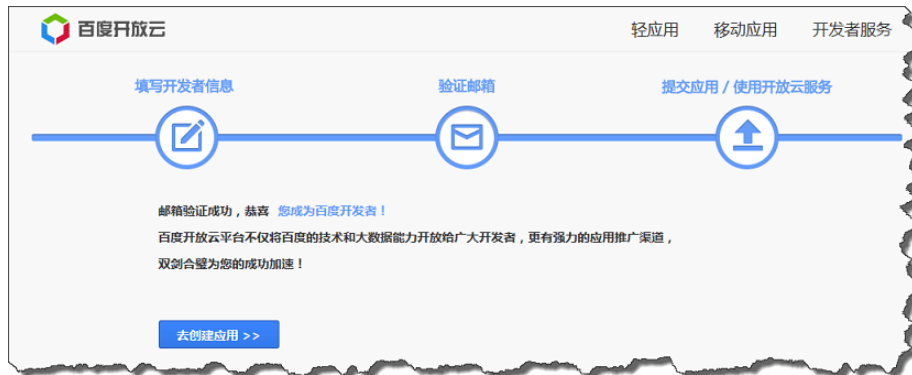 百度开放云
轻应用 移动应用 开发者服务
填写开发者信息 验证邮箱 提交应用 / 使用开放云服务
邮箱验证成功，恭喜 您成为百度开发者！
百度开放云平台不仅将百度的技术和大数据能力开放给广大开发者，更有强力的应用推广渠道，
双剑合璧为您的成功加速！
去创建应用 >>